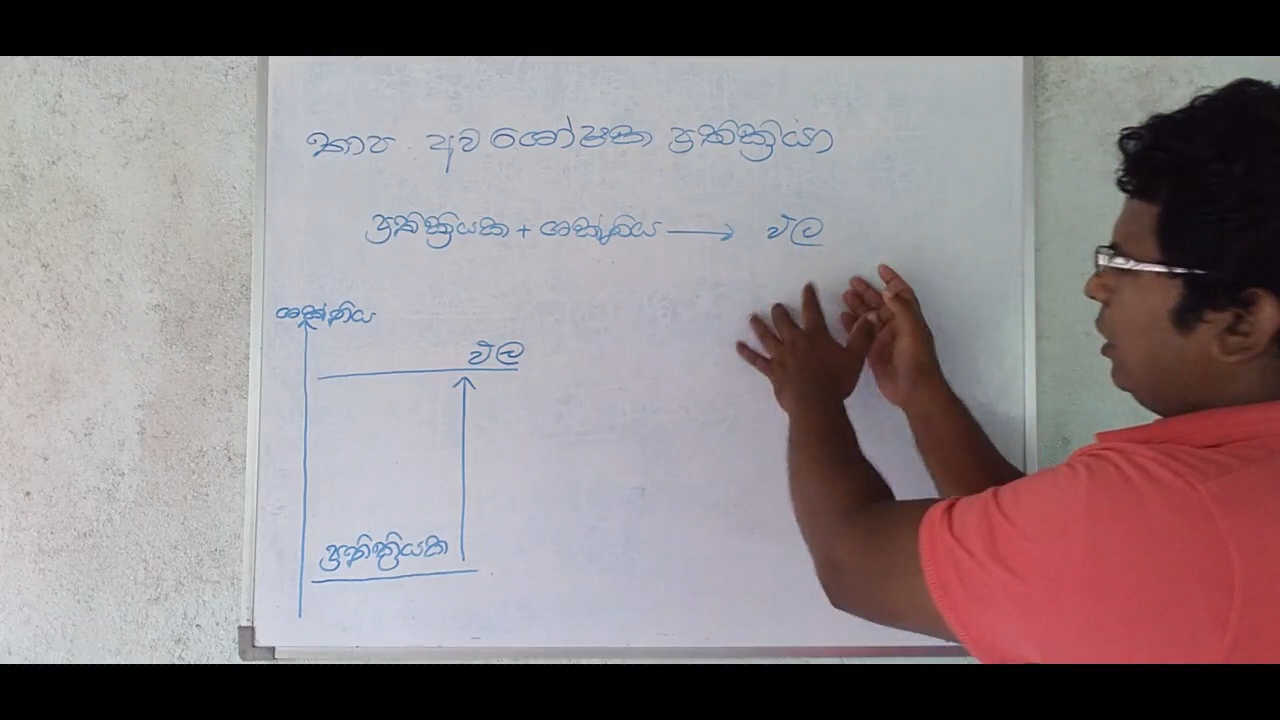 තාප අවශෝෂක ප්‍රතික්‍රියා
ප්‍රතික්‍රියක + ශක්තිය → ඵල
ශක්තිය
ඵල
ප්‍රතික්‍රියක